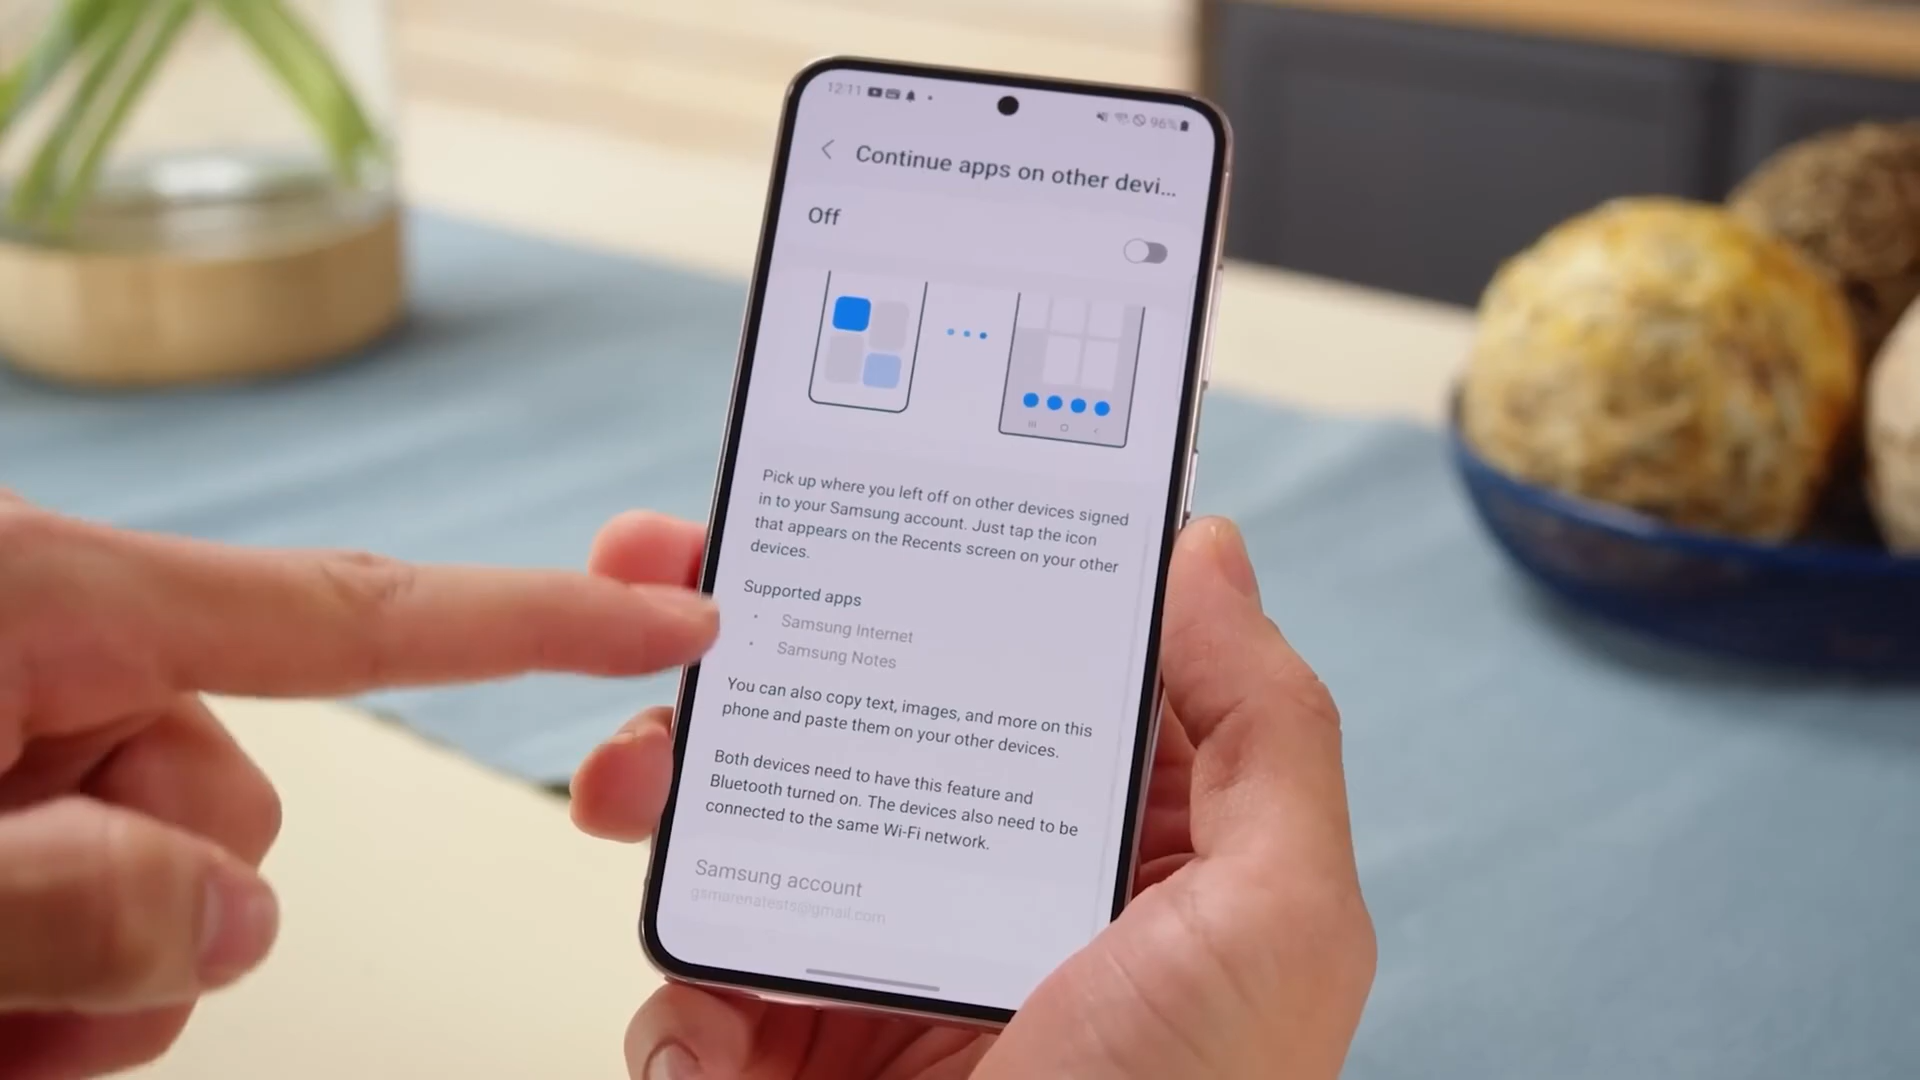 12:11
96%
Continue apps on other devi...
Off
Pick up where you left off on other devices signed
in to your Samsung account. Just tap the icon
that appears on the Recents screen on your other
devices.
Supported apps
• Samsung Internet
• Samsung Notes
You can also copy text, images, and more on this
phone and paste them on your other devices.
Both devices need to have this feature and
Bluetooth turned on. The devices also need to be
connected to the same Wi-Fi network.
Samsung account
gsmarenatests@gmail.com